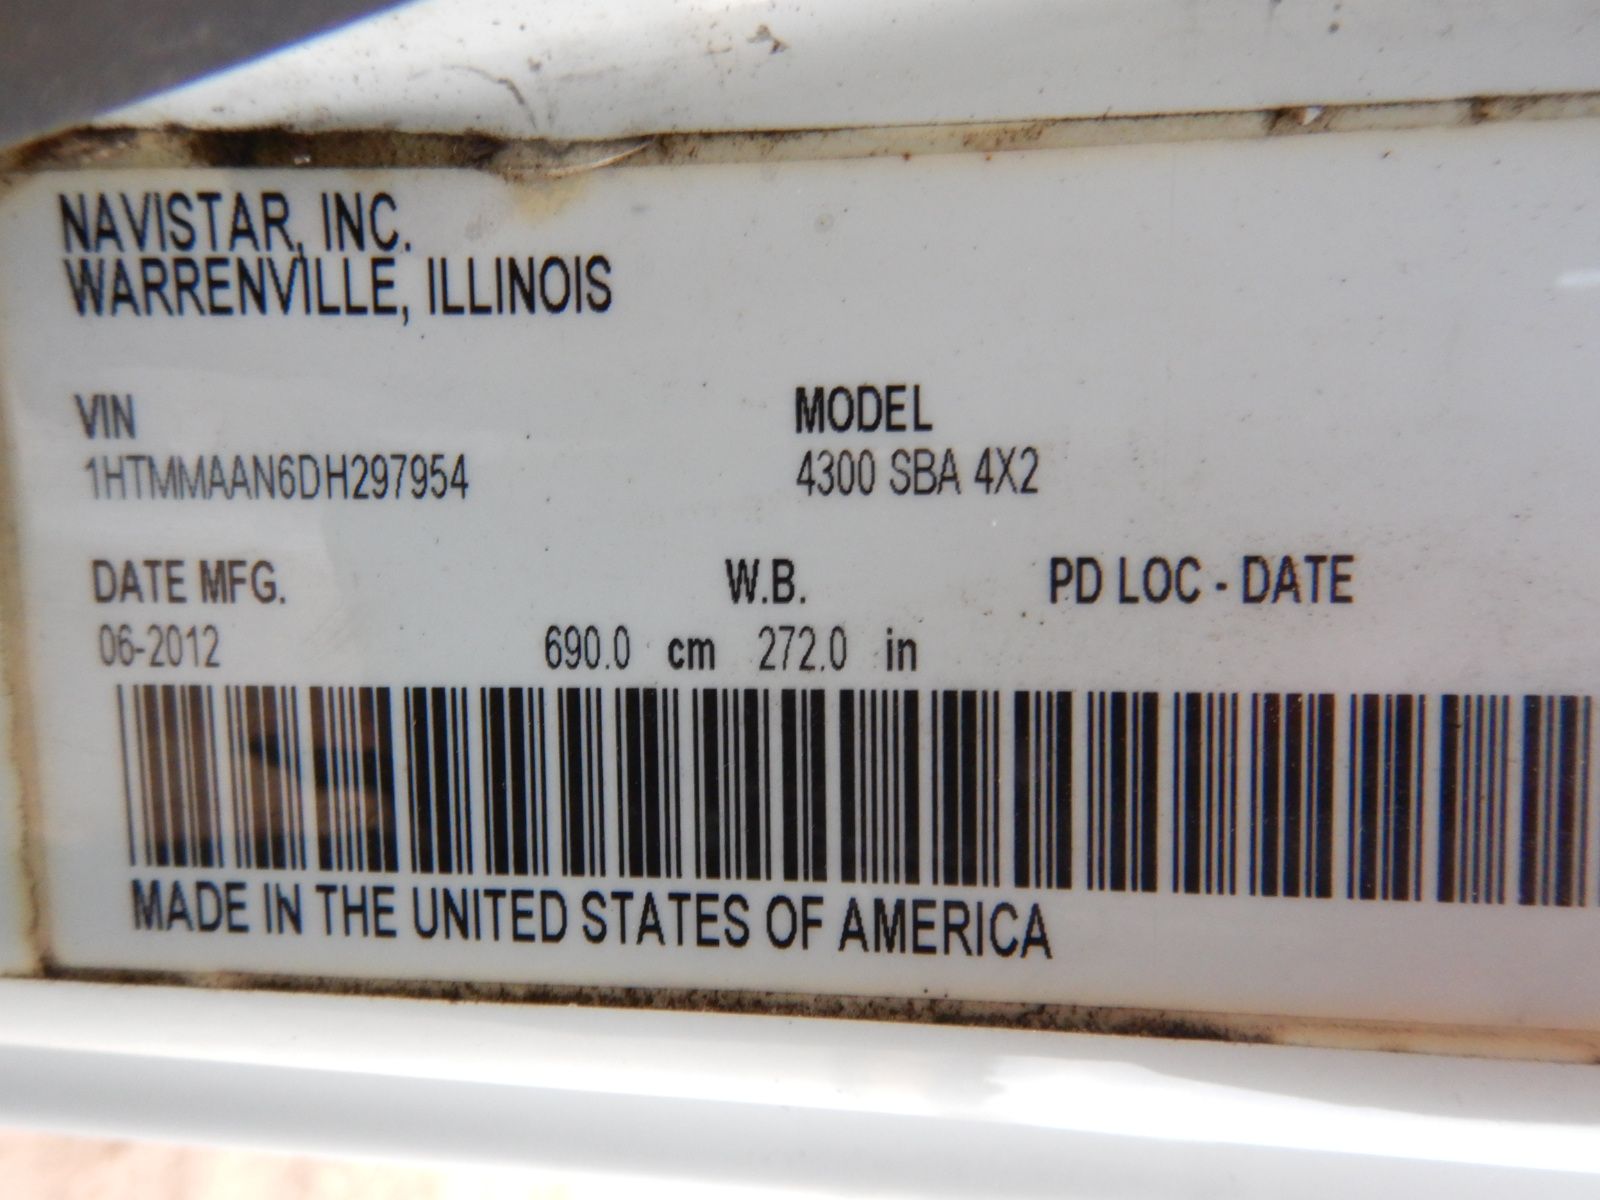 NAVISTAR, INC.
WARRENVILLE, ILLINOIS
VIN MODEL
1HTMMAAN6DH297954 4300 SBA 4X2
DATE MFG. W.B. PD LOC - DATE
06-2012 690.0 cm 272.0 in
MADE IN THE UNITED STATES OF AMERICA